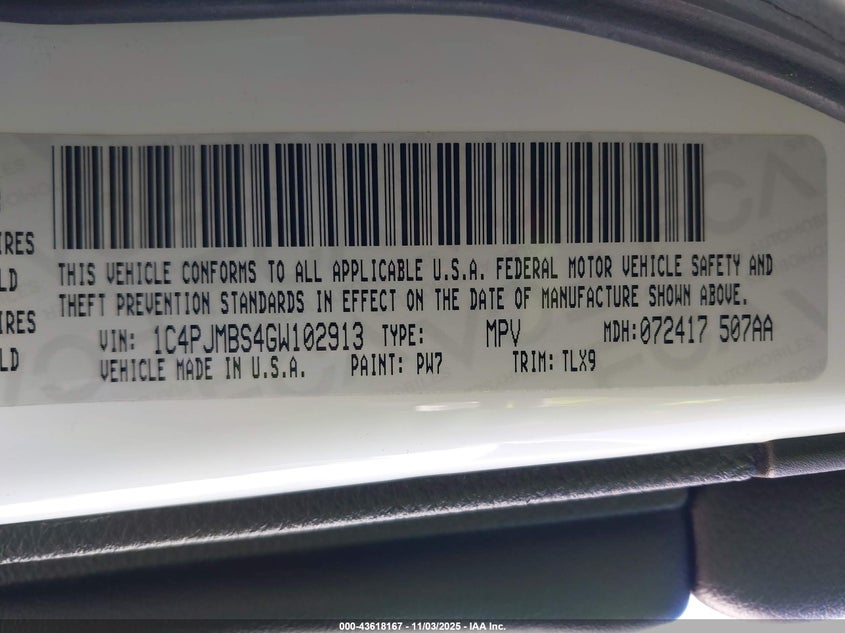 IRES
LD
IRES
LD
THIS VEHICLE CONFORMS TO ALL APPLICABLE U.S.A. FEDERAL MOTOR VEHICLE SAFETY AND
THEFT PREVENTION STANDARDS IN EFFECT ON THE DATE OF MANUFACTURE SHOWN ABOVE.
VIN: 1C4PJMBS4GW102913 TYPE: MPV MDH: 072417 507AA
VEHICLE MADE IN U.S.A. PAINT: PW7 TRIM: TLX9
000-43618167 - 11/03/2025 - IAA Inc.